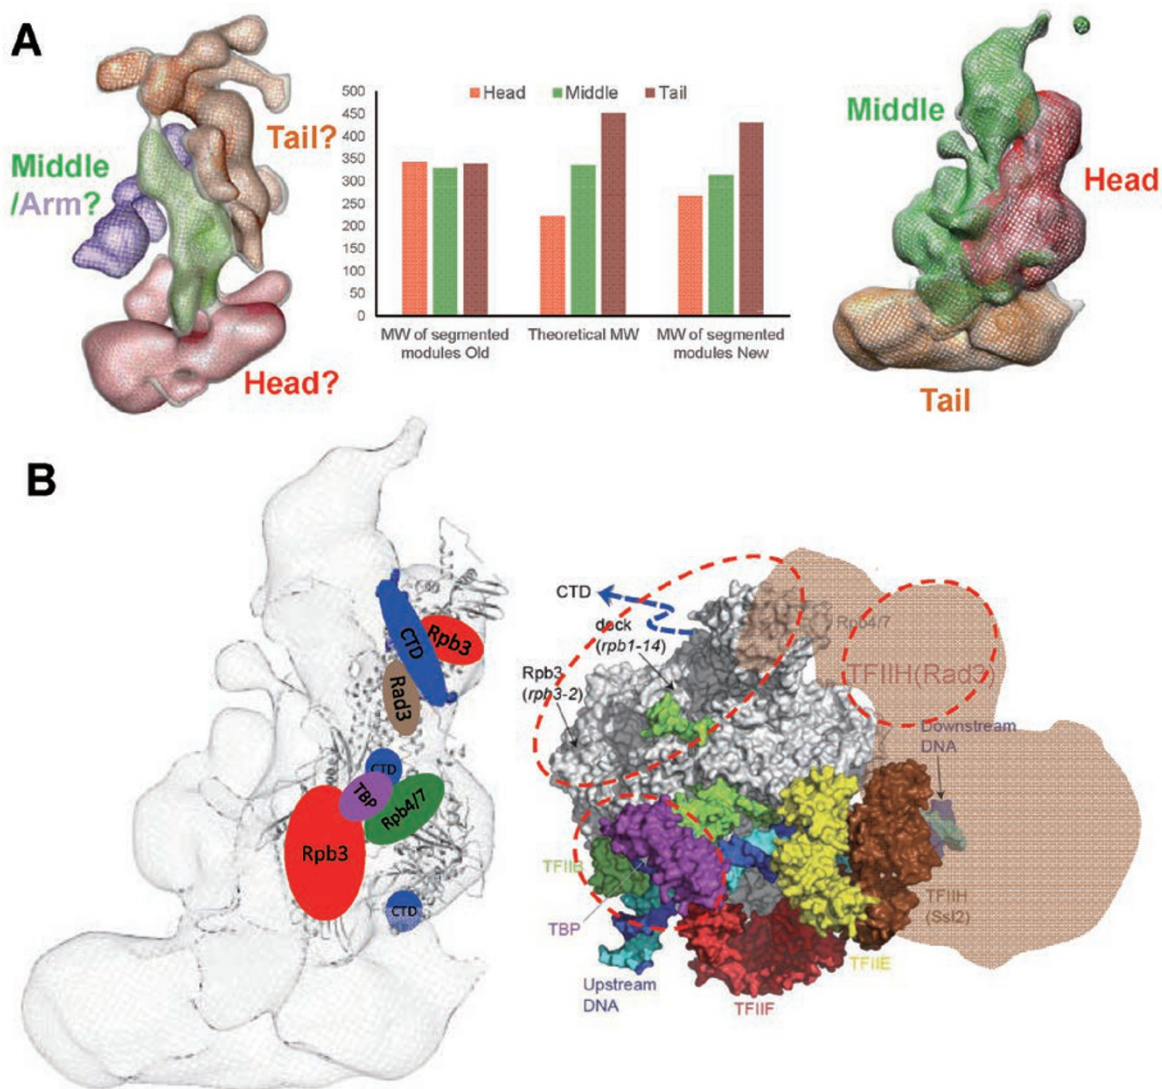 A
Tail?
Middle
/Arm?
Head?
Head Middle Tail
500
450
400
350
300
250
200
150
100
50
0
MW of segmented
modules Old
Theoretical MW
MW of segmented
modules New
Middle
Head
Tail
B
CTD
Rpb3
Rad3
CTD
TBP
Rpb4/7
Rpb3
CTD
CTD
dock
(rpb1-14)
Rpb3
(rpb3-2)
Rpb4/7
TFIIH(Rad3)
Downstream
DNA
TFIIB
TBP
TFIIH
(Ssl2)
TFIIE
Upstream
DNA
TFIIF